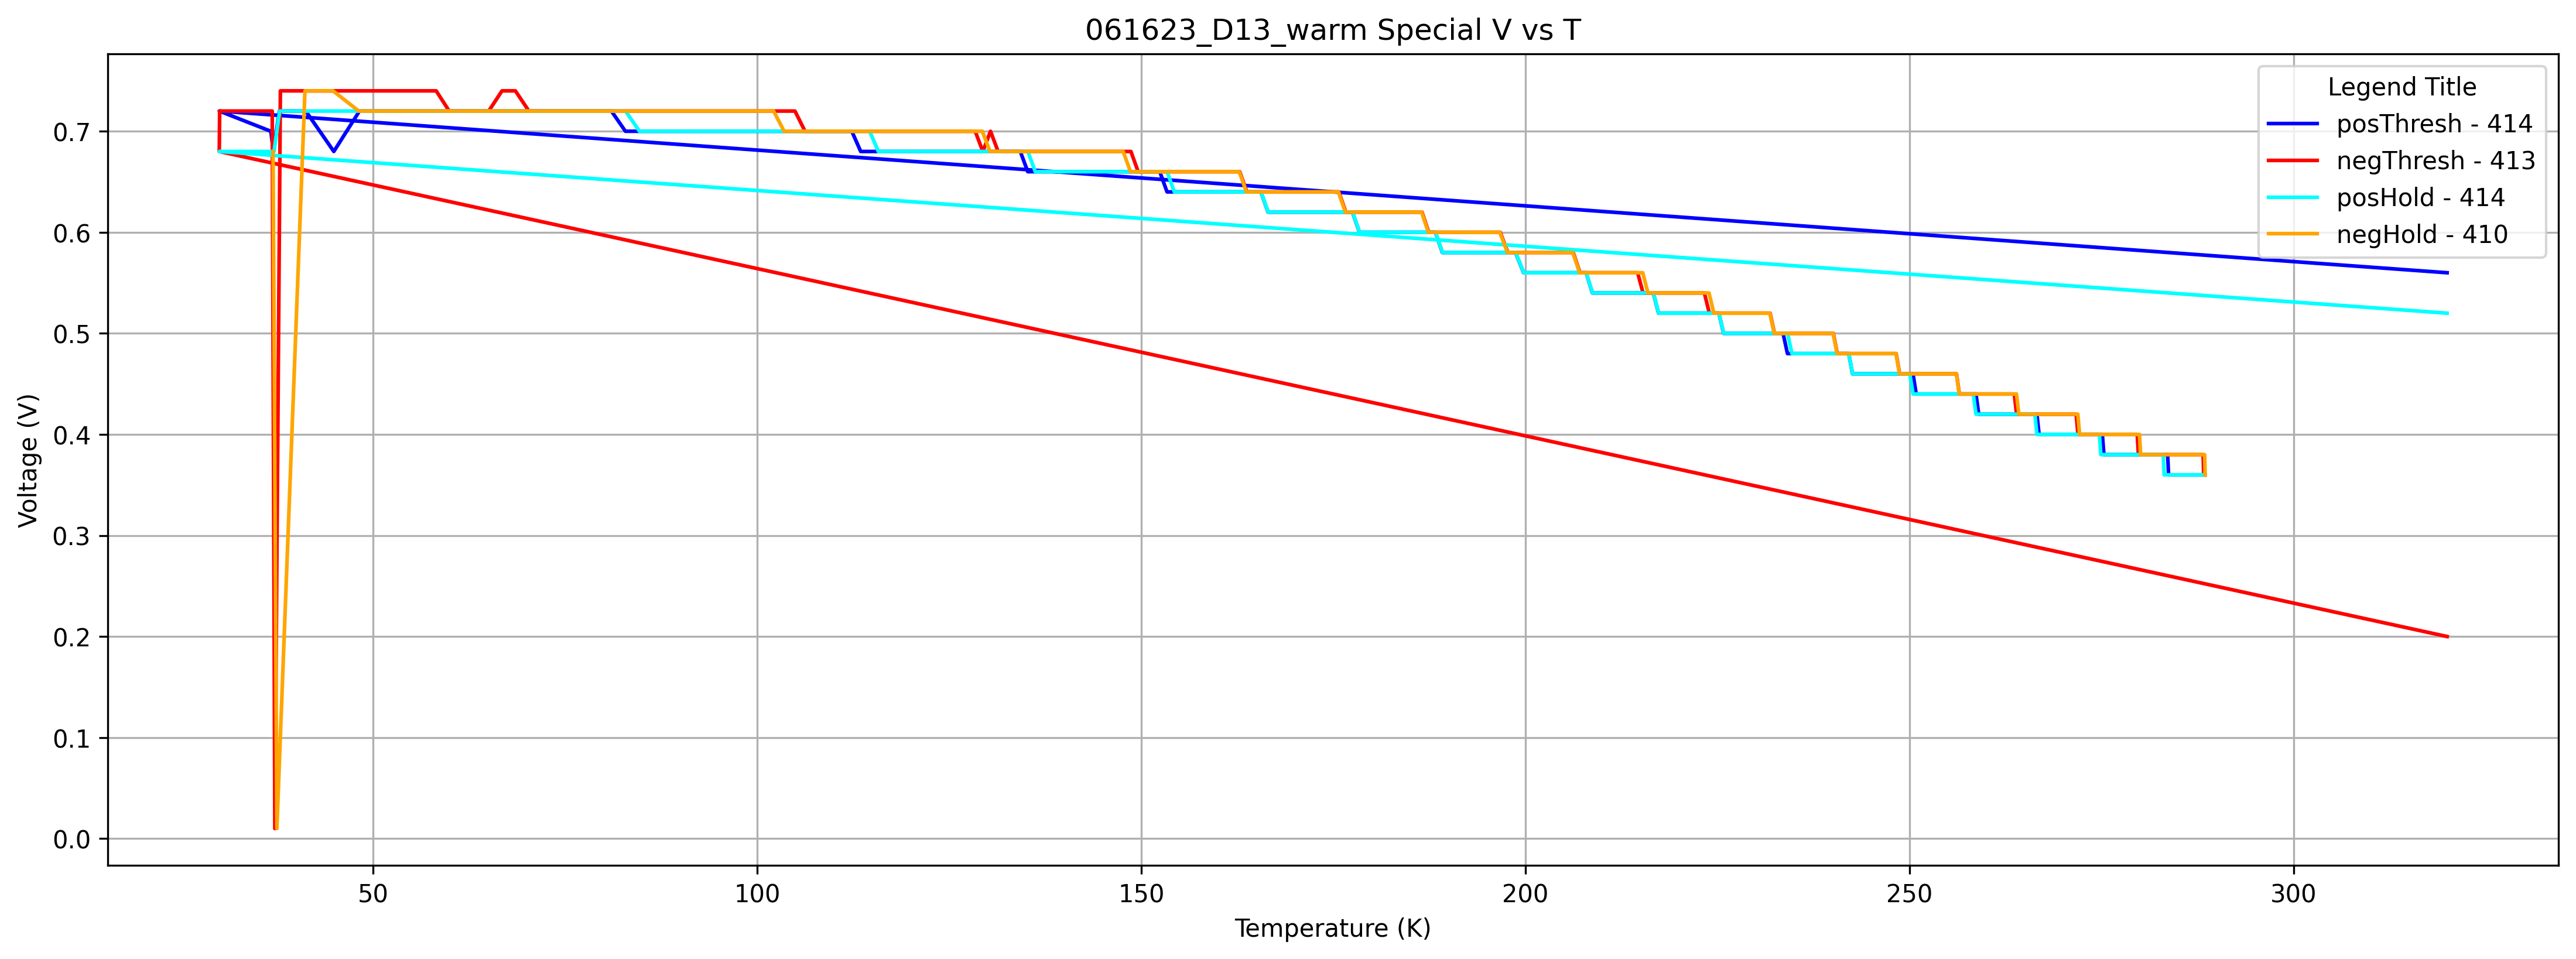 061623_D13_warm Special V vs T
Legend Title
posThresh - 414
negThresh - 413
posHold - 414
negHold - 410
Voltage (V)
0.7
0.6
0.5
0.4
0.3
0.2
0.1
0.0
50 100 150 200 250 300
Temperature (K)